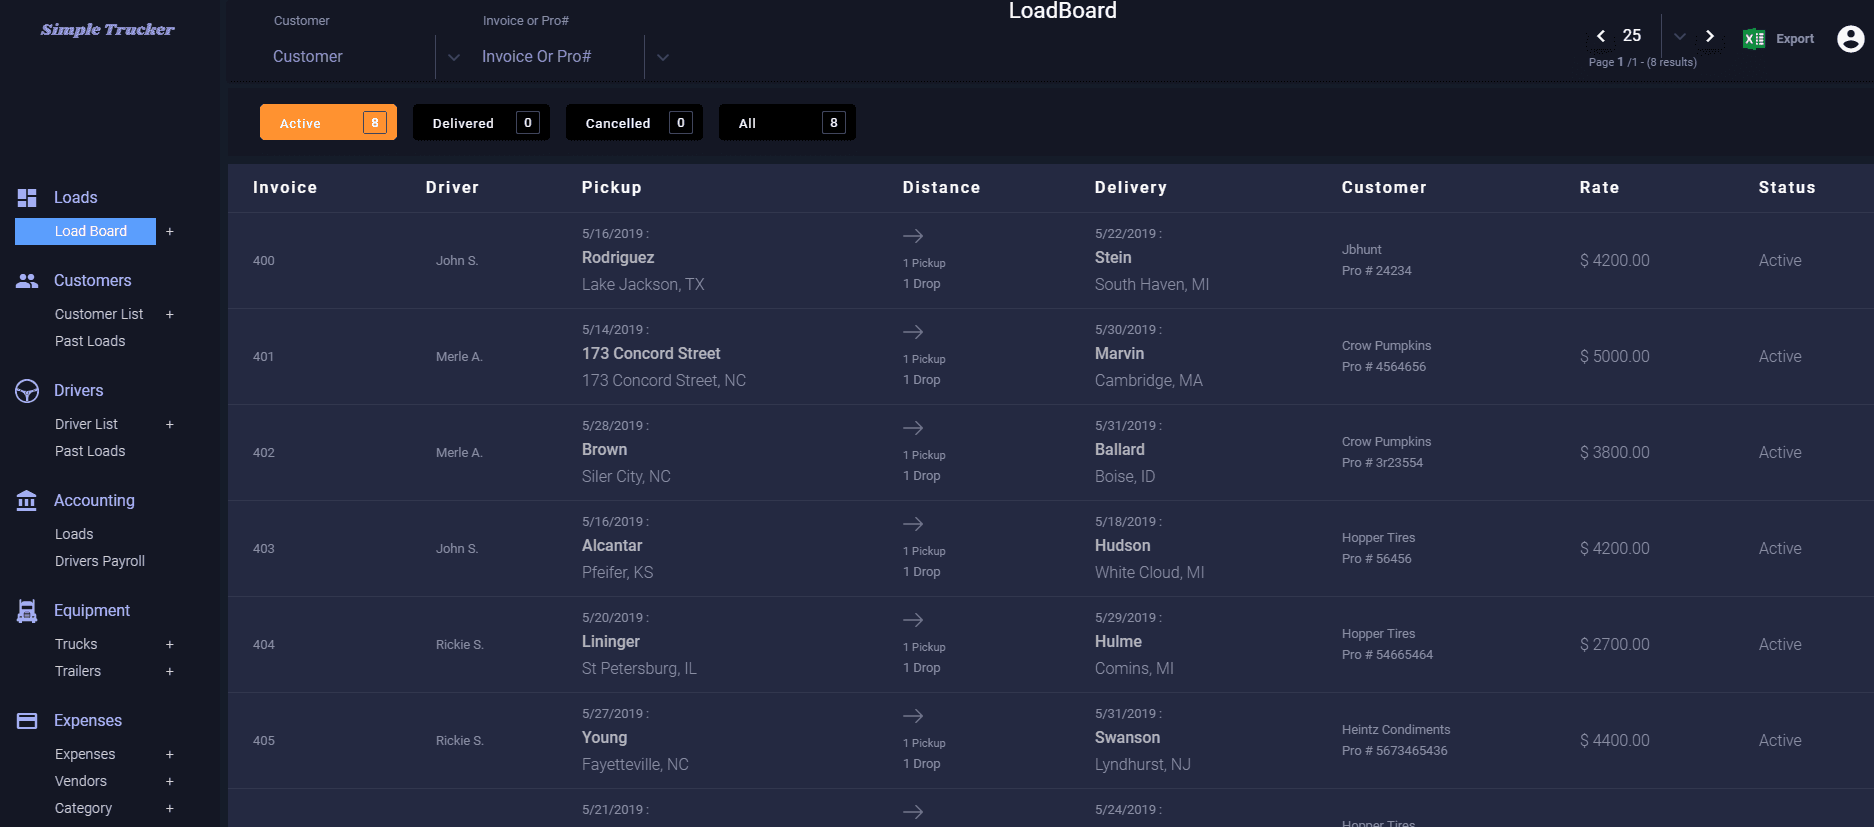 Simple Trucker
Loads
Load Board +
Customers
Customer List +
Past Loads
Drivers
Driver List +
Past Loads
Accounting
Loads
Drivers Payroll
Equipment
Trucks +
Trailers +
Expenses
Expenses +
Vendors +
Category +
LoadBoard
Customer
Customer
Invoice or Pro#
Invoice Or Pro#
25
Page 1 /1 - (8 results)
Export
Active 8
Delivered 0
Cancelled 0
All 8
Invoice Driver Pickup Distance Delivery Customer Rate Status
400
John S.
5/16/2019 :
Rodriguez
Lake Jackson, TX
1 Pickup
1 Drop
5/22/2019 :
Stein
South Haven, MI
Jbhunt
Pro # 24234
$ 4200.00
Active
401
Merle A.
5/14/2019 :
173 Concord Street
173 Concord Street, NC
1 Pickup
1 Drop
5/30/2019 :
Marvin
Cambridge, MA
Crow Pumpkins
Pro # 4564656
$ 5000.00
Active
402
Merle A.
5/28/2019 :
Brown
Siler City, NC
1 Pickup
1 Drop
5/31/2019 :
Ballard
Boise, ID
Crow Pumpkins
Pro # 3r23554
$ 3800.00
Active
403
John S.
5/16/2019 :
Alcantar
Pfeifer, KS
1 Pickup
1 Drop
5/18/2019 :
Hudson
White Cloud, MI
Hopper Tires
Pro # 56456
$ 4200.00
Active
404
Rickie S.
5/20/2019 :
Lininger
St Petersburg, IL
1 Pickup
1 Drop
5/29/2019 :
Hulme
Comins, MI
Hopper Tires
Pro # 54665464
$ 2700.00
Active
405
Rickie S.
5/27/2019 :
Young
Fayetteville, NC
1 Pickup
1 Drop
5/31/2019 :
Swanson
Lyndhurst, NJ
Heintz Condiments
Pro # 5673465436
$ 4400.00
Active
5/21/2019 :
5/24/2019 :
Hopper Tires